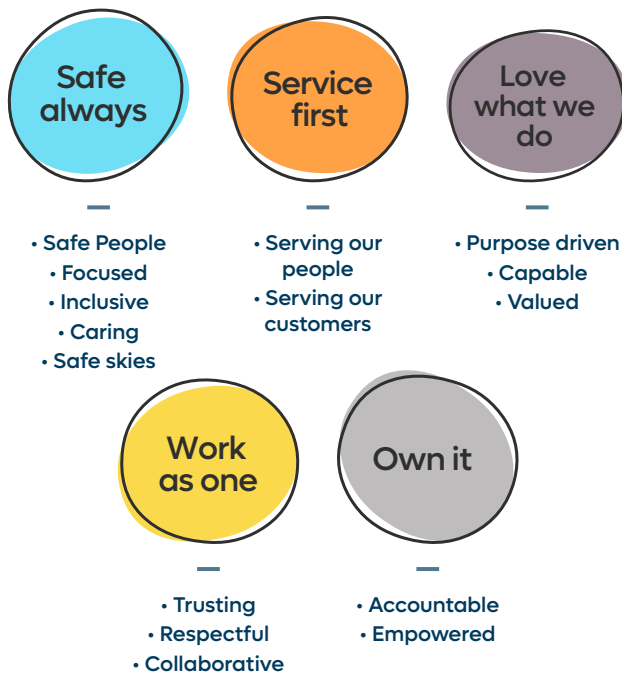 Safe
always
• Safe People
• Focused
• Inclusive
• Caring
• Safe skies
Service
first
• Serving our
people
• Serving our
customers
Love
what we
do
• Purpose driven
• Capable
• Valued
Work
as one
• Trusting
• Respectful
• Collaborative
Own it
• Accountable
• Empowered